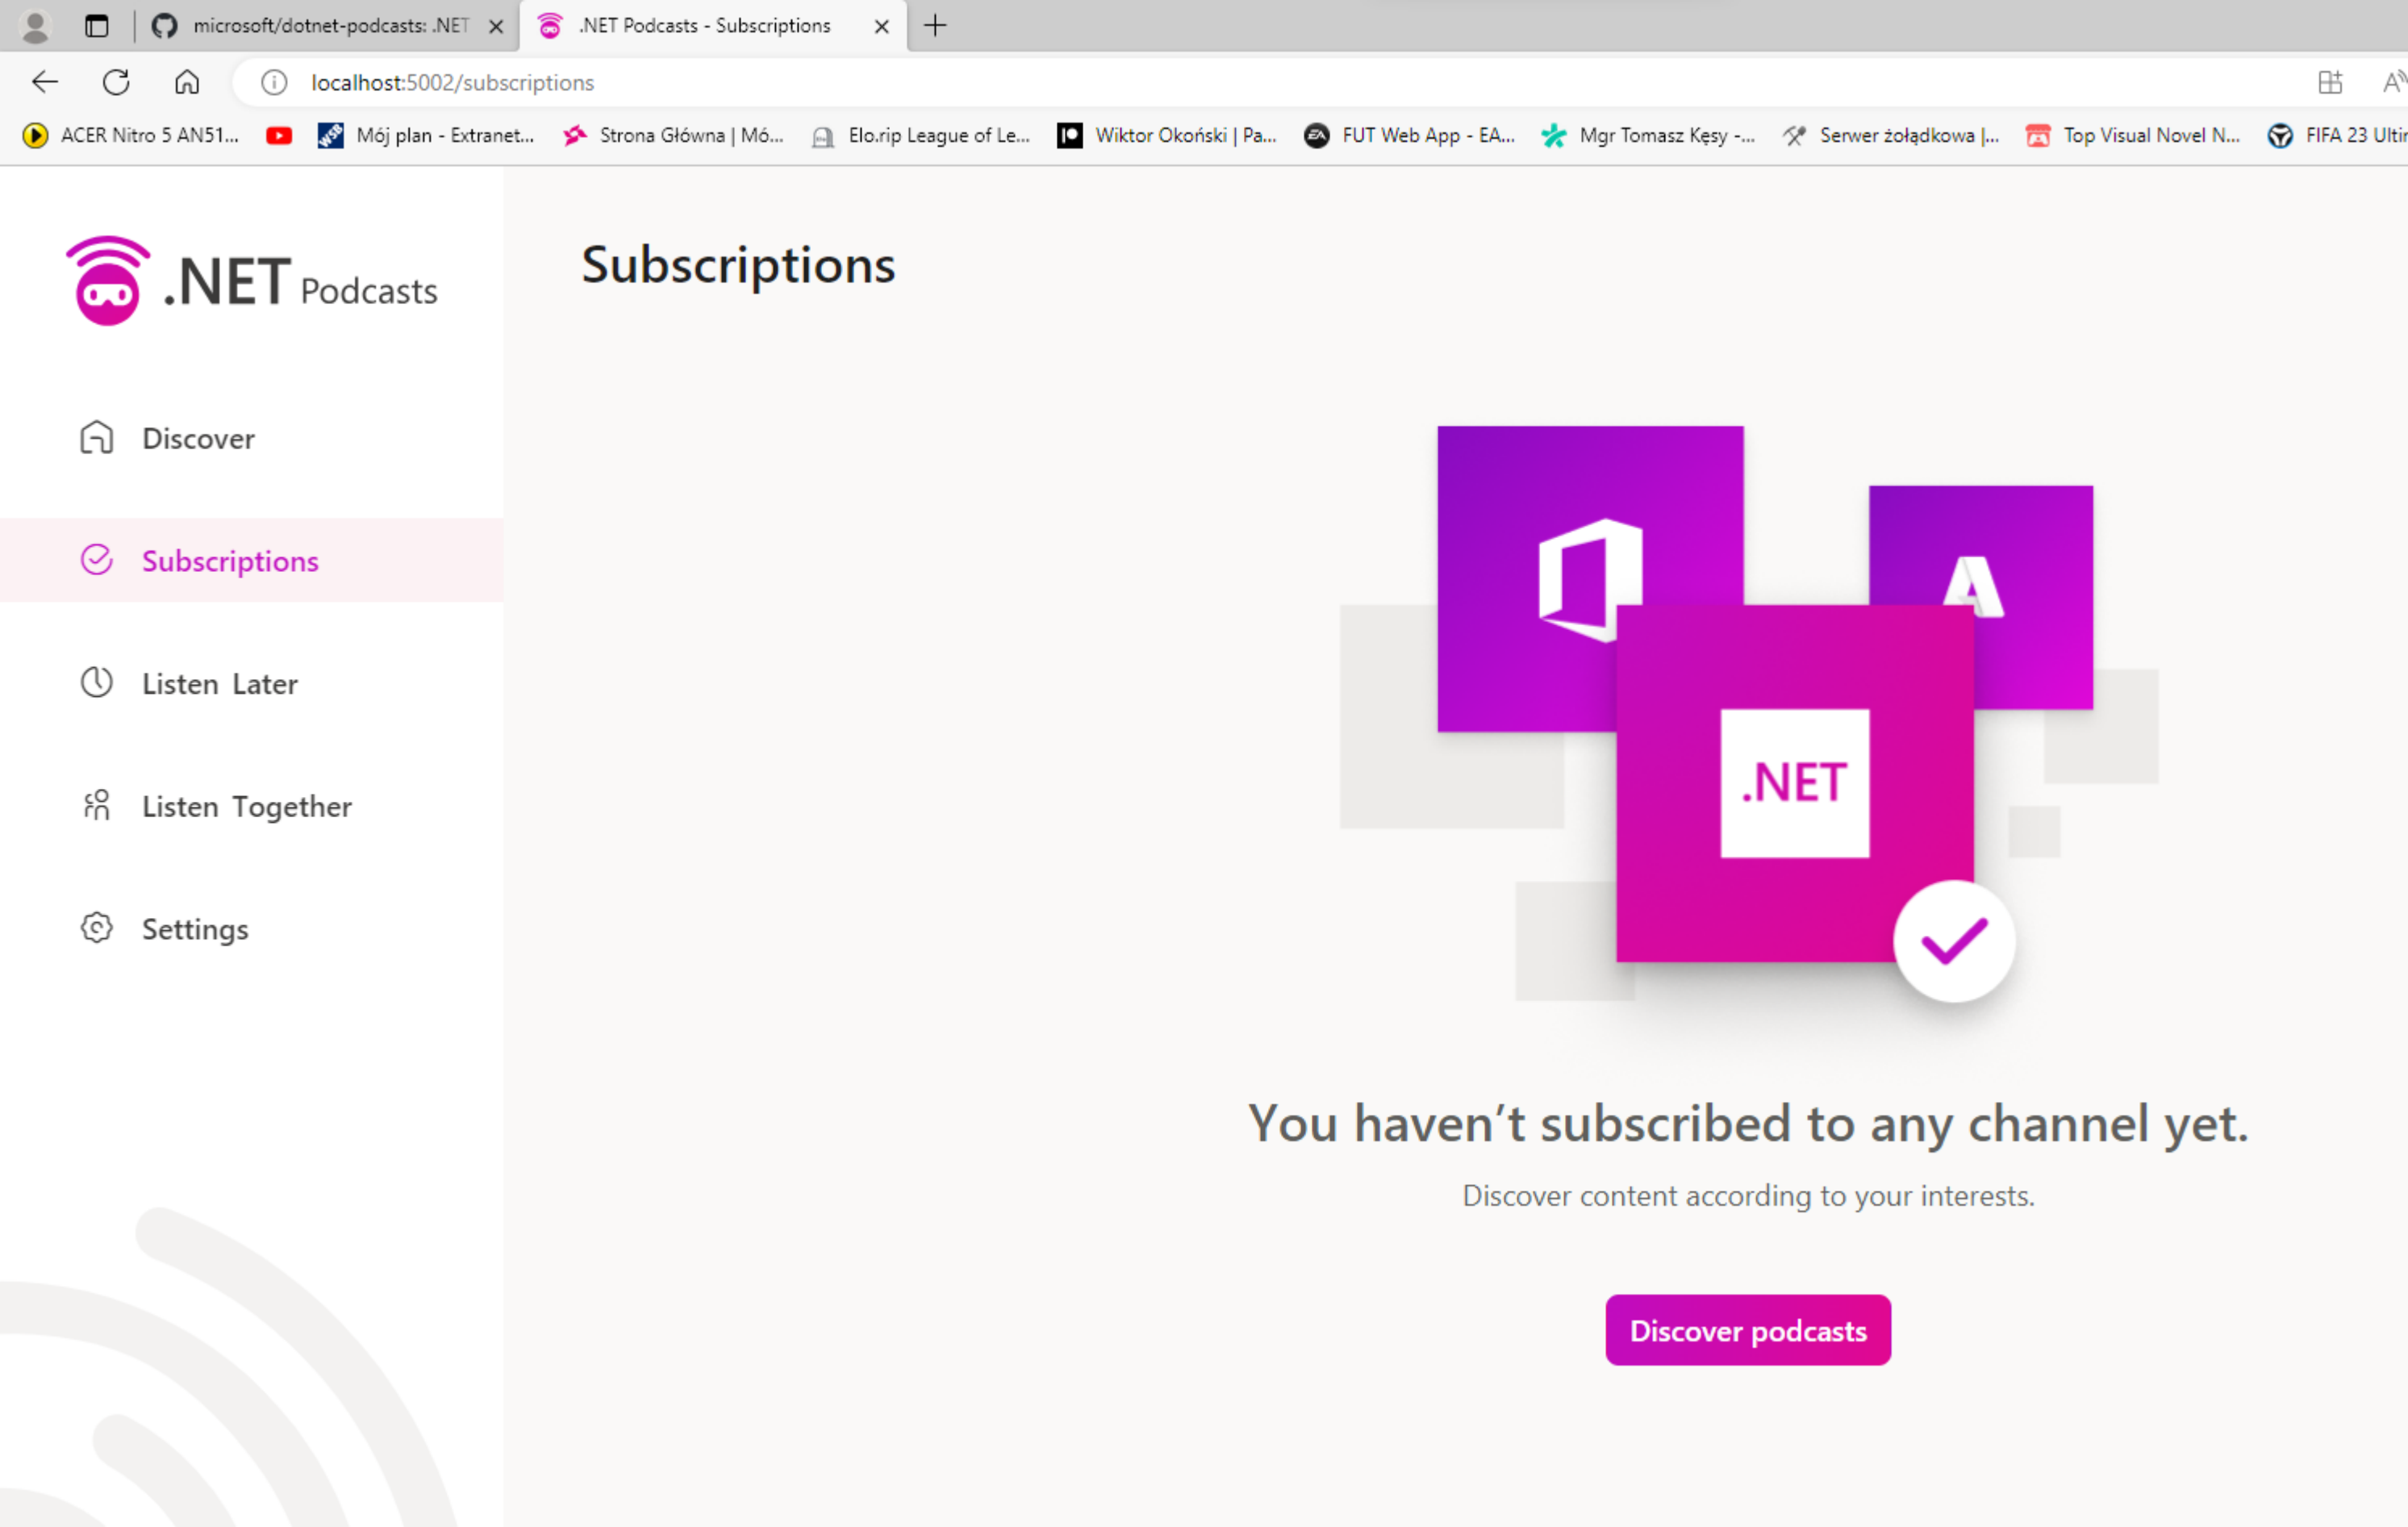 microsoft/dotnet-podcasts: .NET
.NET Podcasts - Subscriptions
localhost:5002/subscriptions
ACER Nitro 5 AN51...
Mój plan - Extranet...
Strona Główna | Mó...
Elo.rip League of Le...
Wiktor Okoński | Pa...
FUT Web App - EA...
Mgr Tomasz Kęsy -...
Serwer żołądkowa |...
Top Visual Novel N...
FIFA 23 Ulti
.NET Podcasts
Discover
Subscriptions
Listen Later
Listen Together
Settings
Subscriptions
.NET
You haven’t subscribed to any channel yet.
Discover content according to your interests.
Discover podcasts